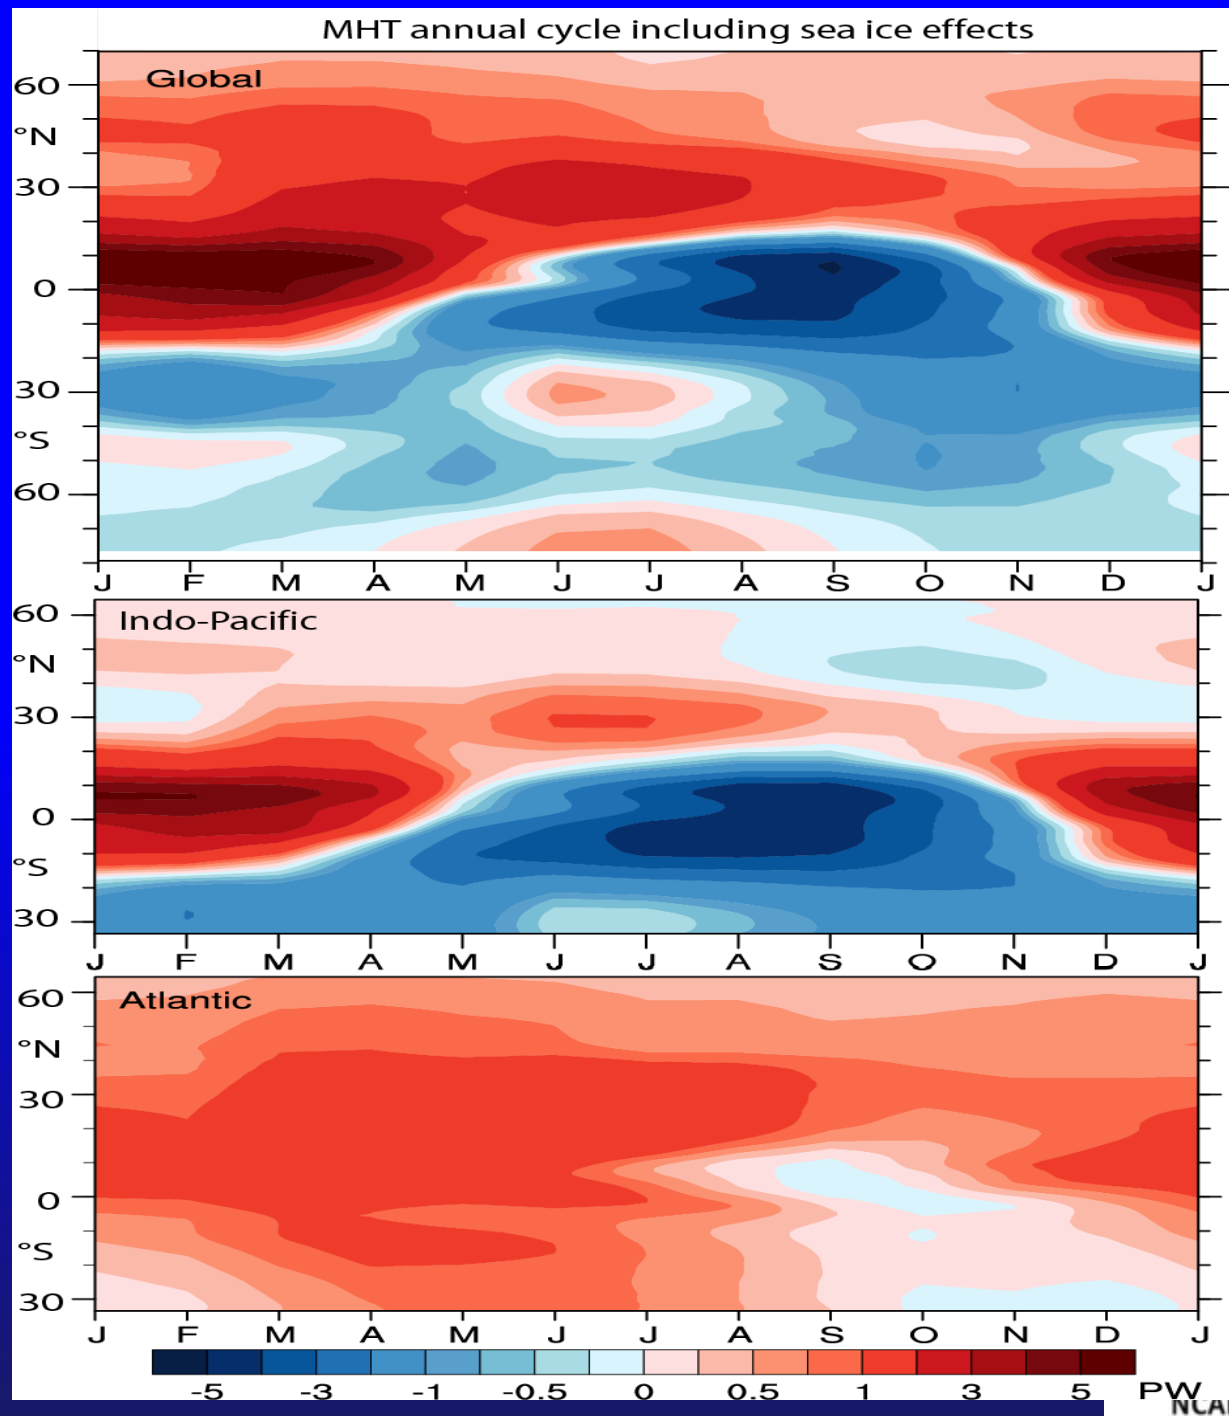 MHT annual cycle including sea ice effects
Global
60
°N
30
0
30
°S
60
J F M A M J J A S O N D J
Indo-Pacific
60
°N
30
0
°S
30
J F M A M J J A S O N D J
Atlantic
60
°N
30
0
°S
30
J F M A M J J A S O N D J
-5 -3 -1 -0.5 0 0.5 1 3 5 PW